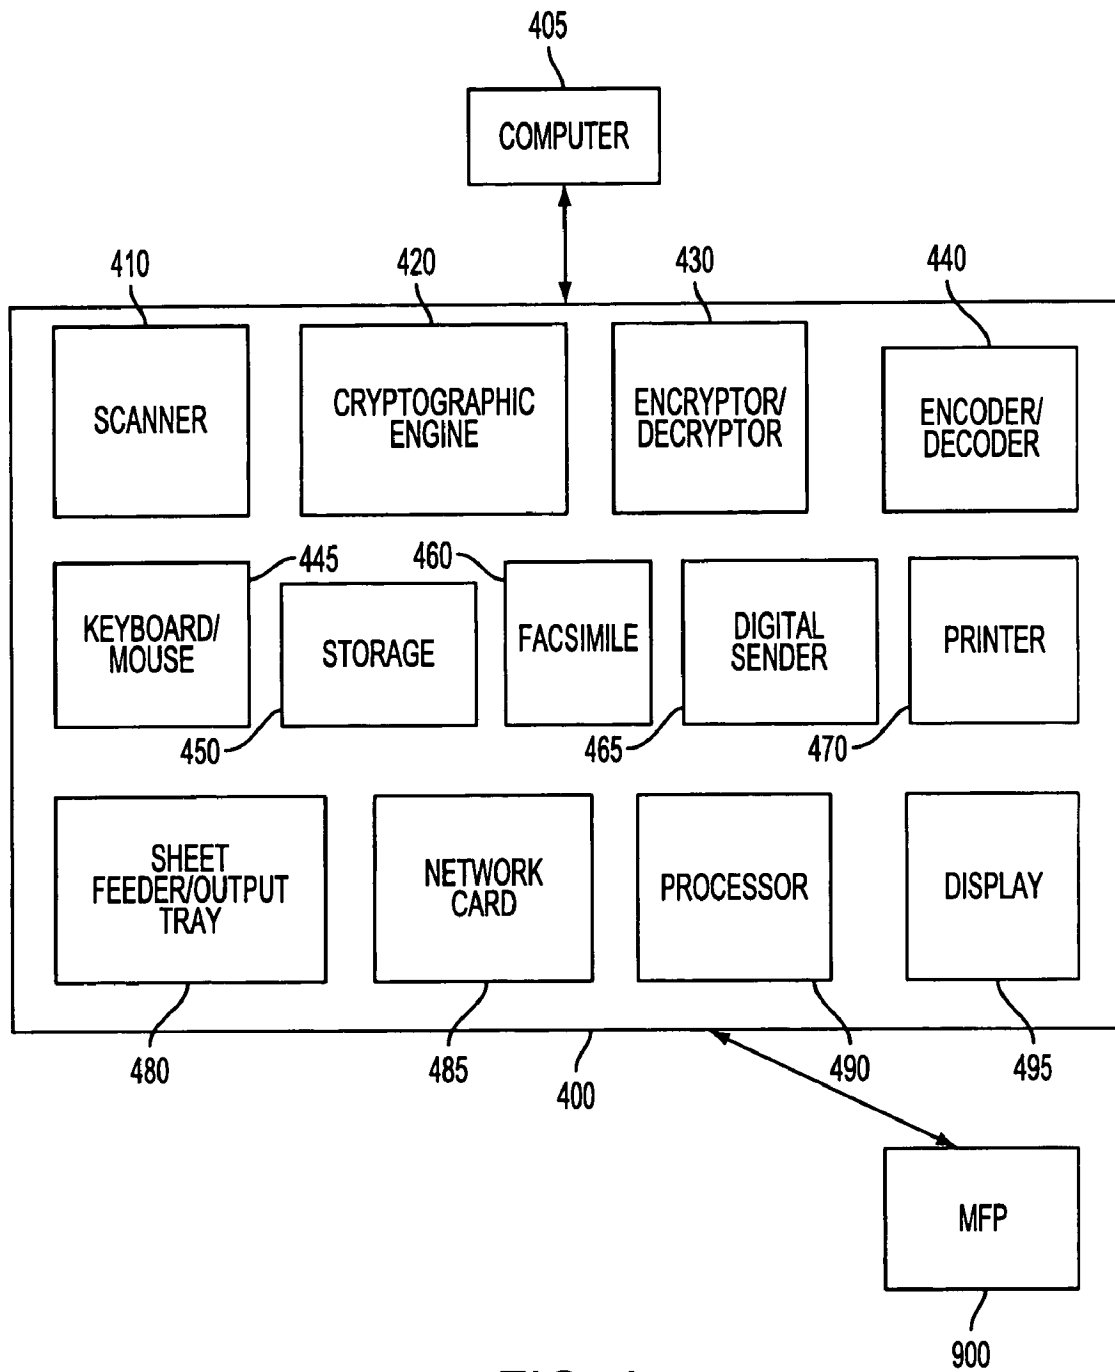 405
COMPUTER
410
420
430
440
SCANNER
CRYPTOGRAPHIC
ENGINE
ENCRYPTOR/
DECRYPTOR
ENCODER/
DECODER
445
460
KEYBOARD/
MOUSE
STORAGE
FACSIMILE
DIGITAL
SENDER
PRINTER
450
465
470
SHEET
FEEDER/OUTPUT
TRAY
NETWORK
CARD
PROCESSOR
DISPLAY
480
485
400
490
495
MFP
900